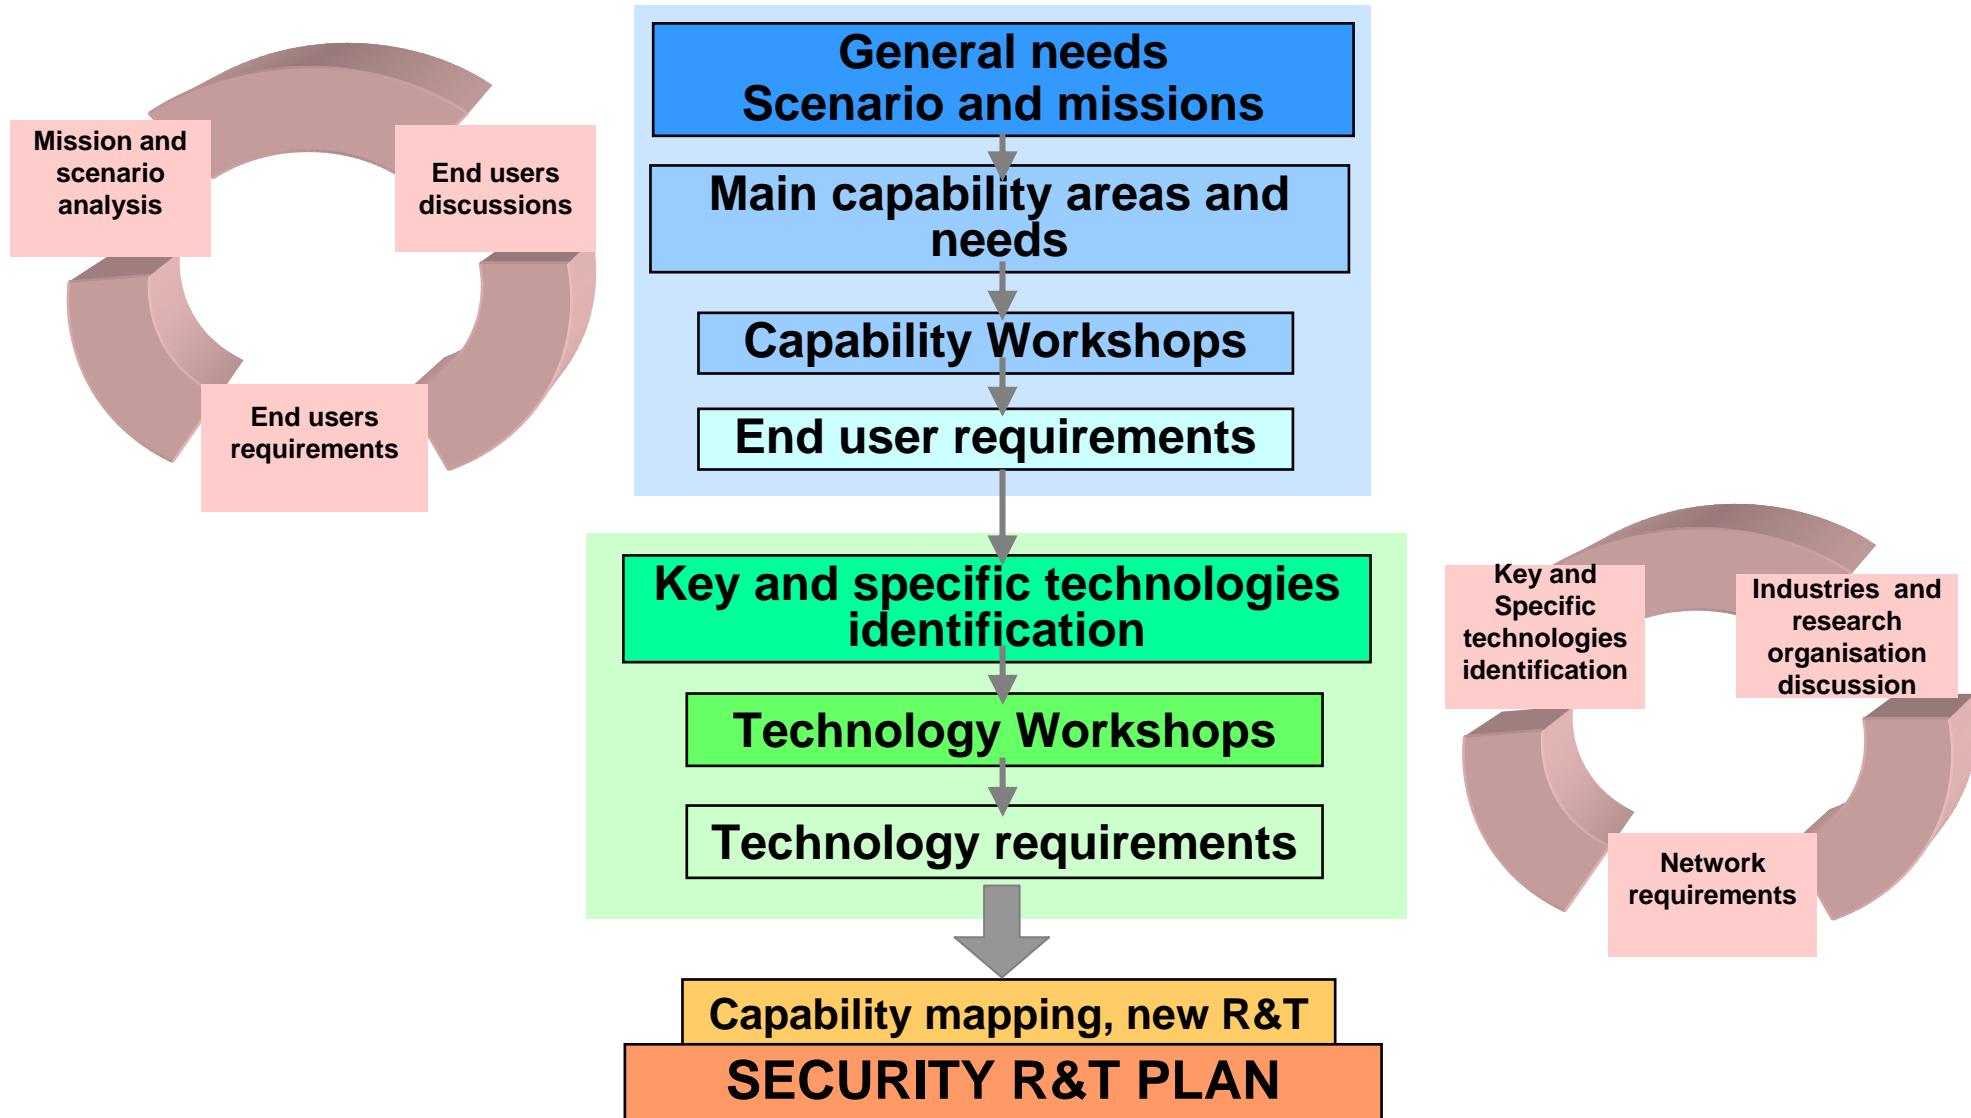 General needs
Scenario and missions
Mission and
scenario
analysis
End users
discussions
Main capability areas and
needs
Capability Workshops
End users
requirements
End user requirements
Key and specific technologies
identification
Key and
Specific
technologies
identification
Industries and
research
organisation
discussion
Technology Workshops
Technology requirements
Network
requirements
Capability mapping, new R&T
SECURITY R&T PLAN